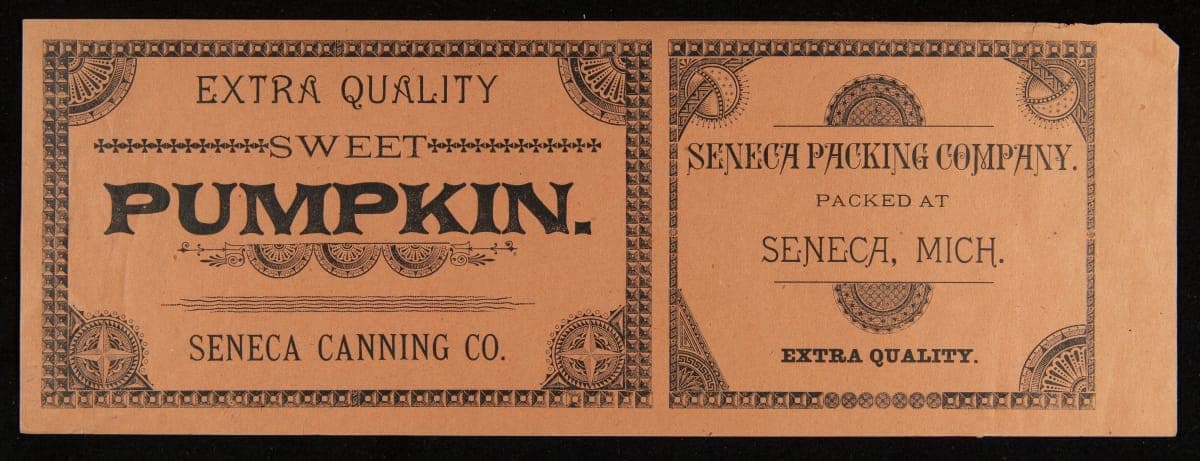 EXTRA QUALITY
SWEET
PUMPKIN.
SENECA CANNING CO.
SENECA PACKING COMPANY.
PACKED AT
SENECA, MICH.
EXTRA QUALITY.